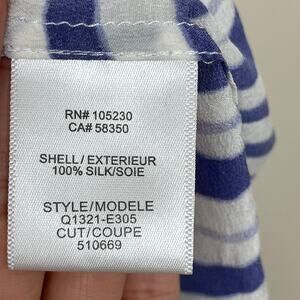 RN# 105230
CA# 58350
SHELL/EXTERIEUR
100% SILK/SOIE
STYLE/MODELE
Q1321-E305
CUT/COUPE
510669